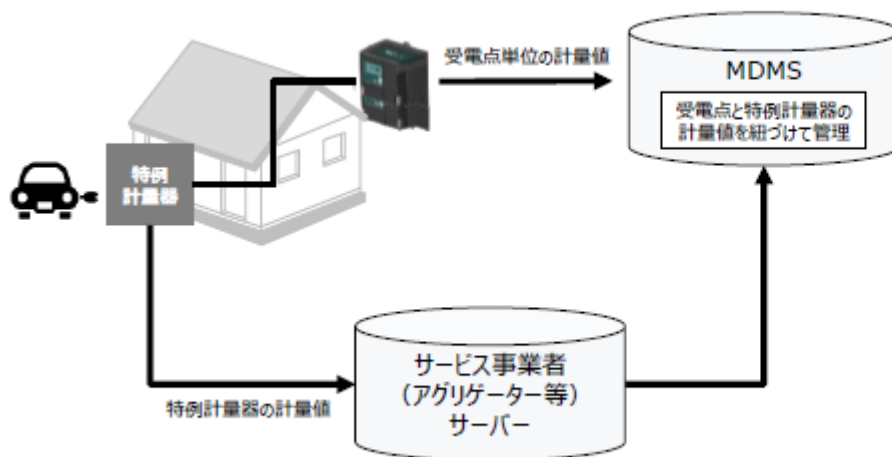 受電点単位の計量値
MDMS
受電点と特例計量器の
計量値を紐づけて管理
特例
計量器
サービス事業者
（アグリゲーター等）
サーバー
特例計量器の計量値